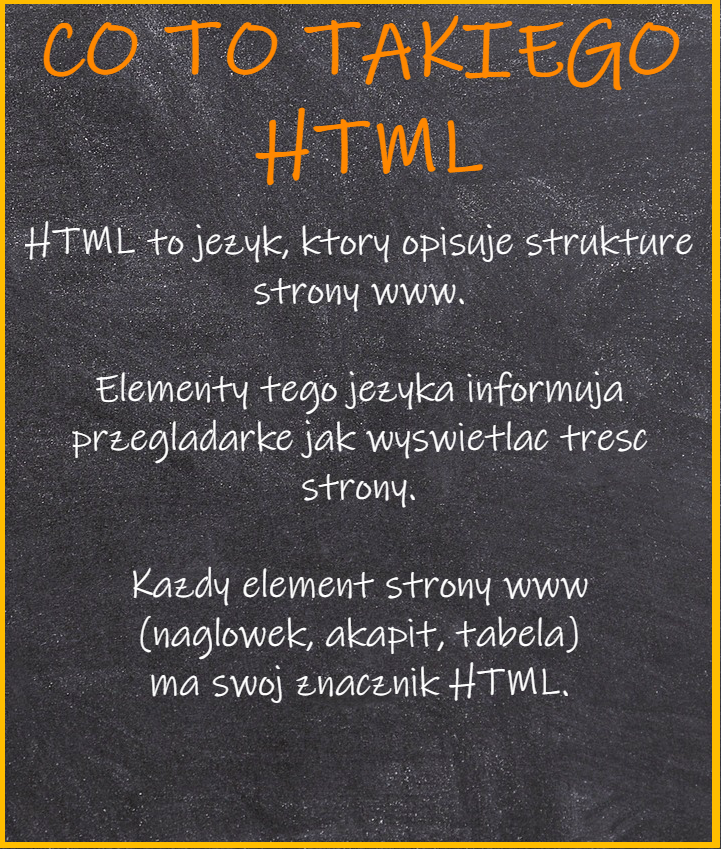 CO TO TAKIEGO
HTML
HTML to jezyk, ktory opisuje strukture
strony www.
Elementy tego jezyka informuja
przegladarke jak wyswietlac tresc
strony.
Kazdy element strony www
(naglowek, akapit, tabela)
ma swoj znacznik HTML.